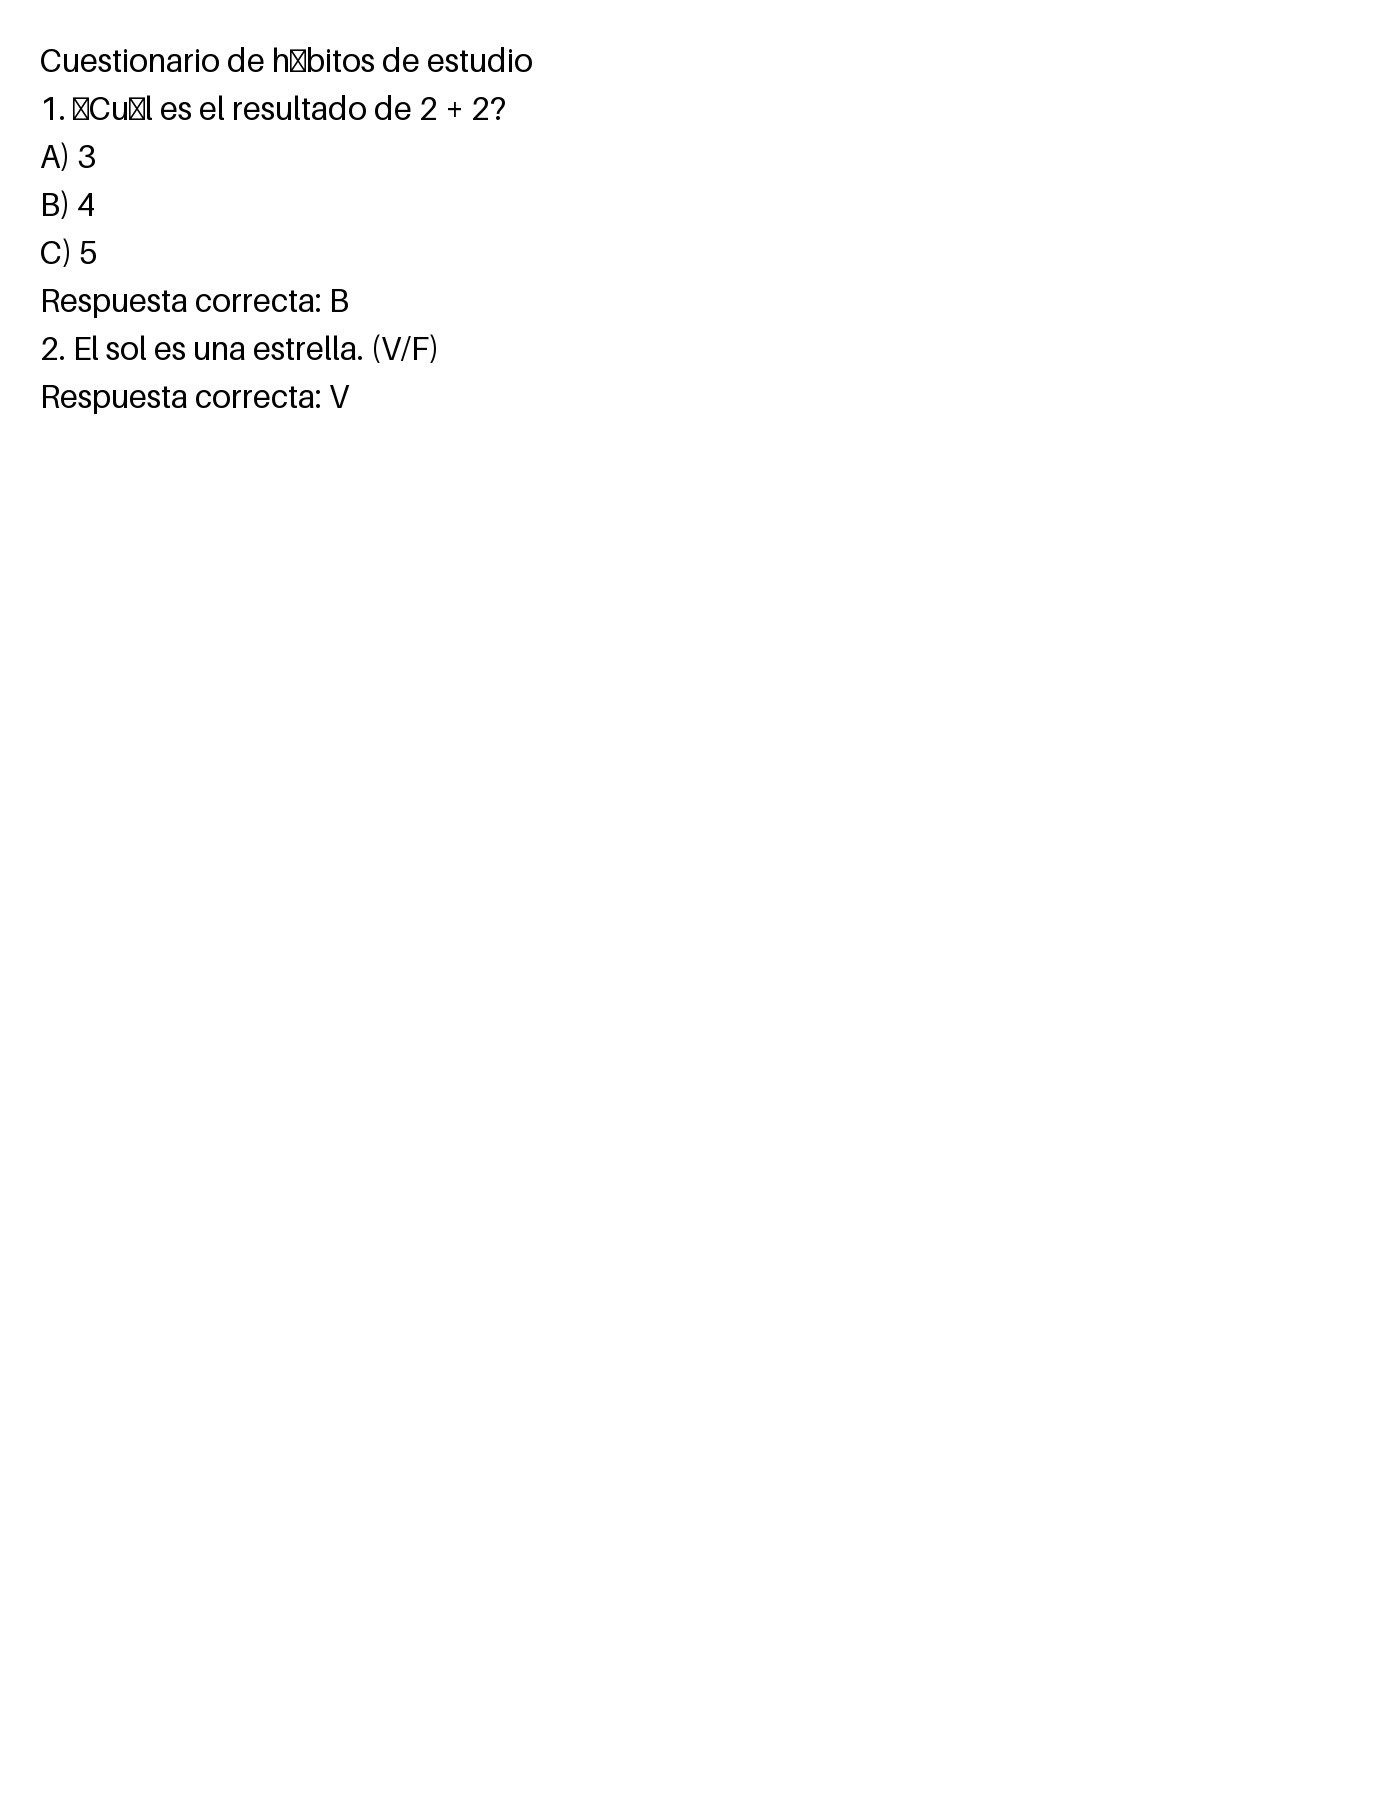 Cuestionario de h☒bitos de estudio
1. ☒Cu☒l es el resultado de 2 + 2?
A) 3
B) 4
C) 5
Respuesta correcta: B
2. El sol es una estrella. (V/F)
Respuesta correcta: V